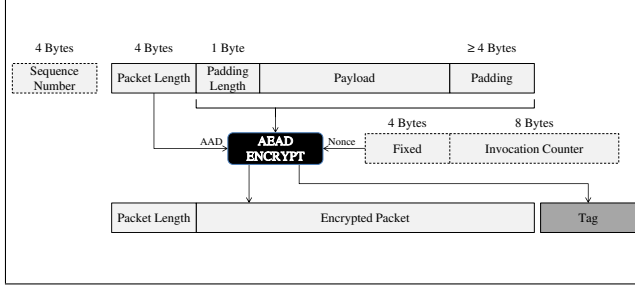 4 Bytes 4 Bytes 1 Byte ≥ 4 Bytes
Sequence
Number
Packet Length
Padding
Length
Payload
Padding
4 Bytes 8 Bytes
AAD
AEAD
ENCRYPT
Nonce
Fixed
Invocation Counter
Packet Length
Encrypted Packet
Tag